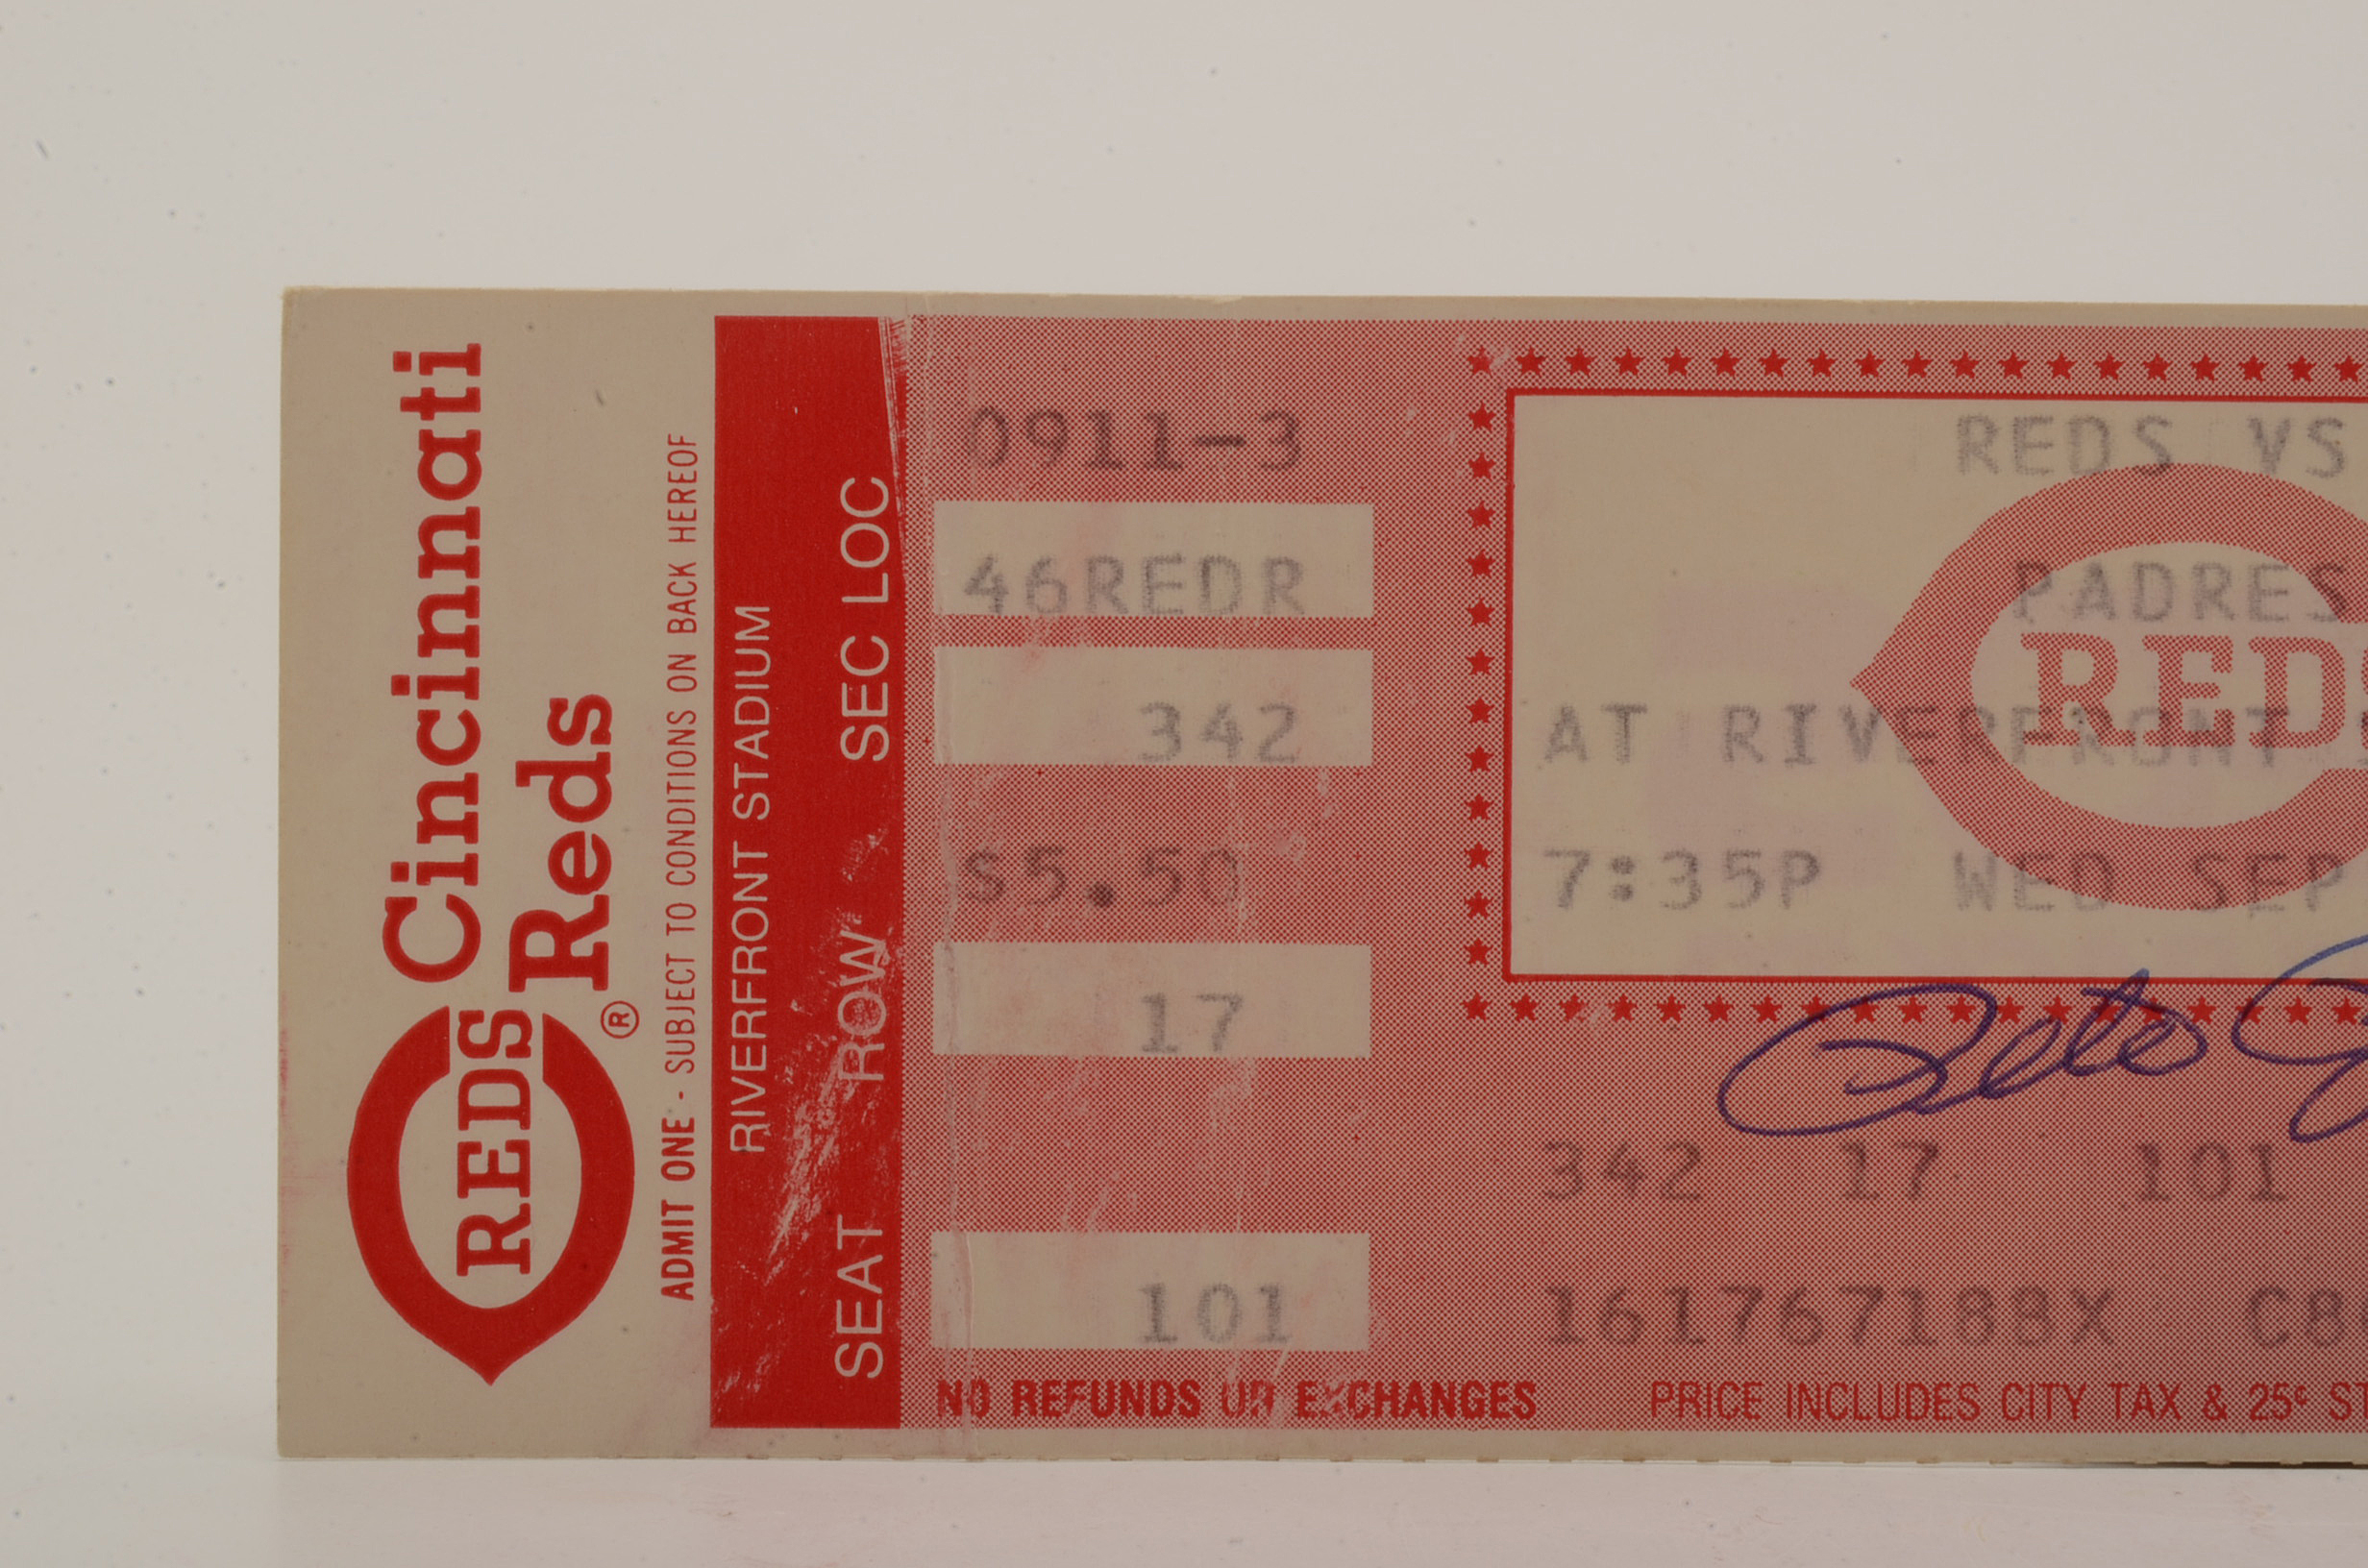 Cincinnati
Reds
REDS
®
ADMIT ONE - SUBJECT TO CONDITIONS ON BACK HEREOF
RIVERFRONT STADIUM
SEAT ROW SEC LOC
0911-3
46REDR
342
$5.50
17
101
REDS VS
PADRES
REDS
AT RIVERFRONT
7:35P WED SEP
Pete
342 17 101
1617671BBX C8
NO REFUNDS OR EXCHANGES
PRICE INCLUDES CITY TAX & 25¢ ST